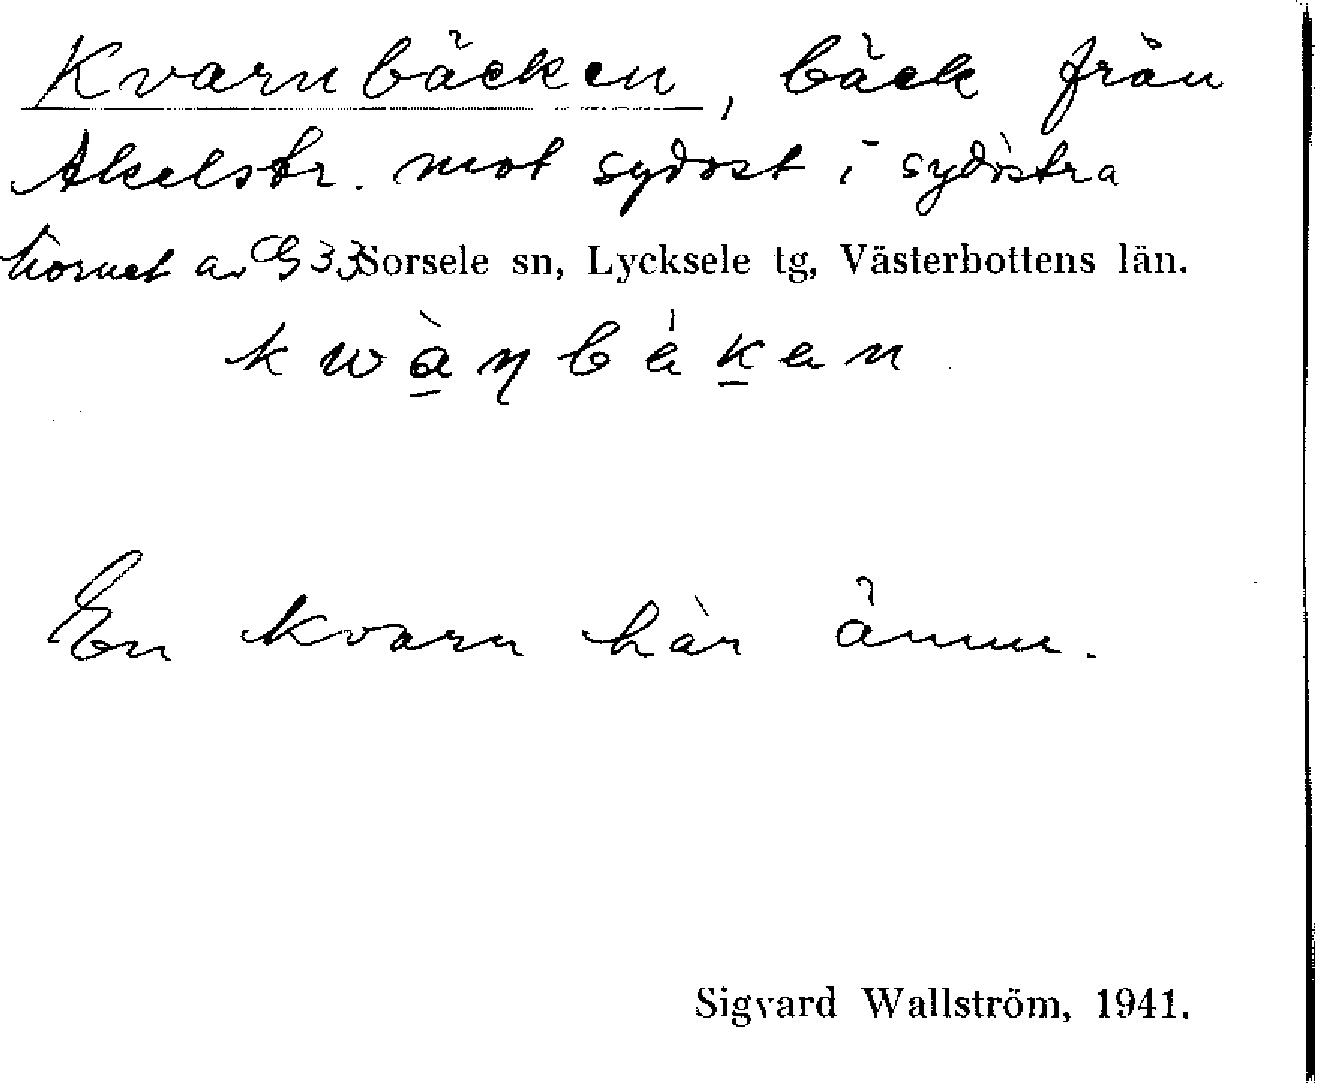 Kvarnbäcken, bäck från
Akelstr. mot sydost i sydöstra
hörnet av G 33 Sorsele sn, Lycksele tg, Västerbottens län.
En kvarn här ännu.
Sigvard Wallström, 1941.